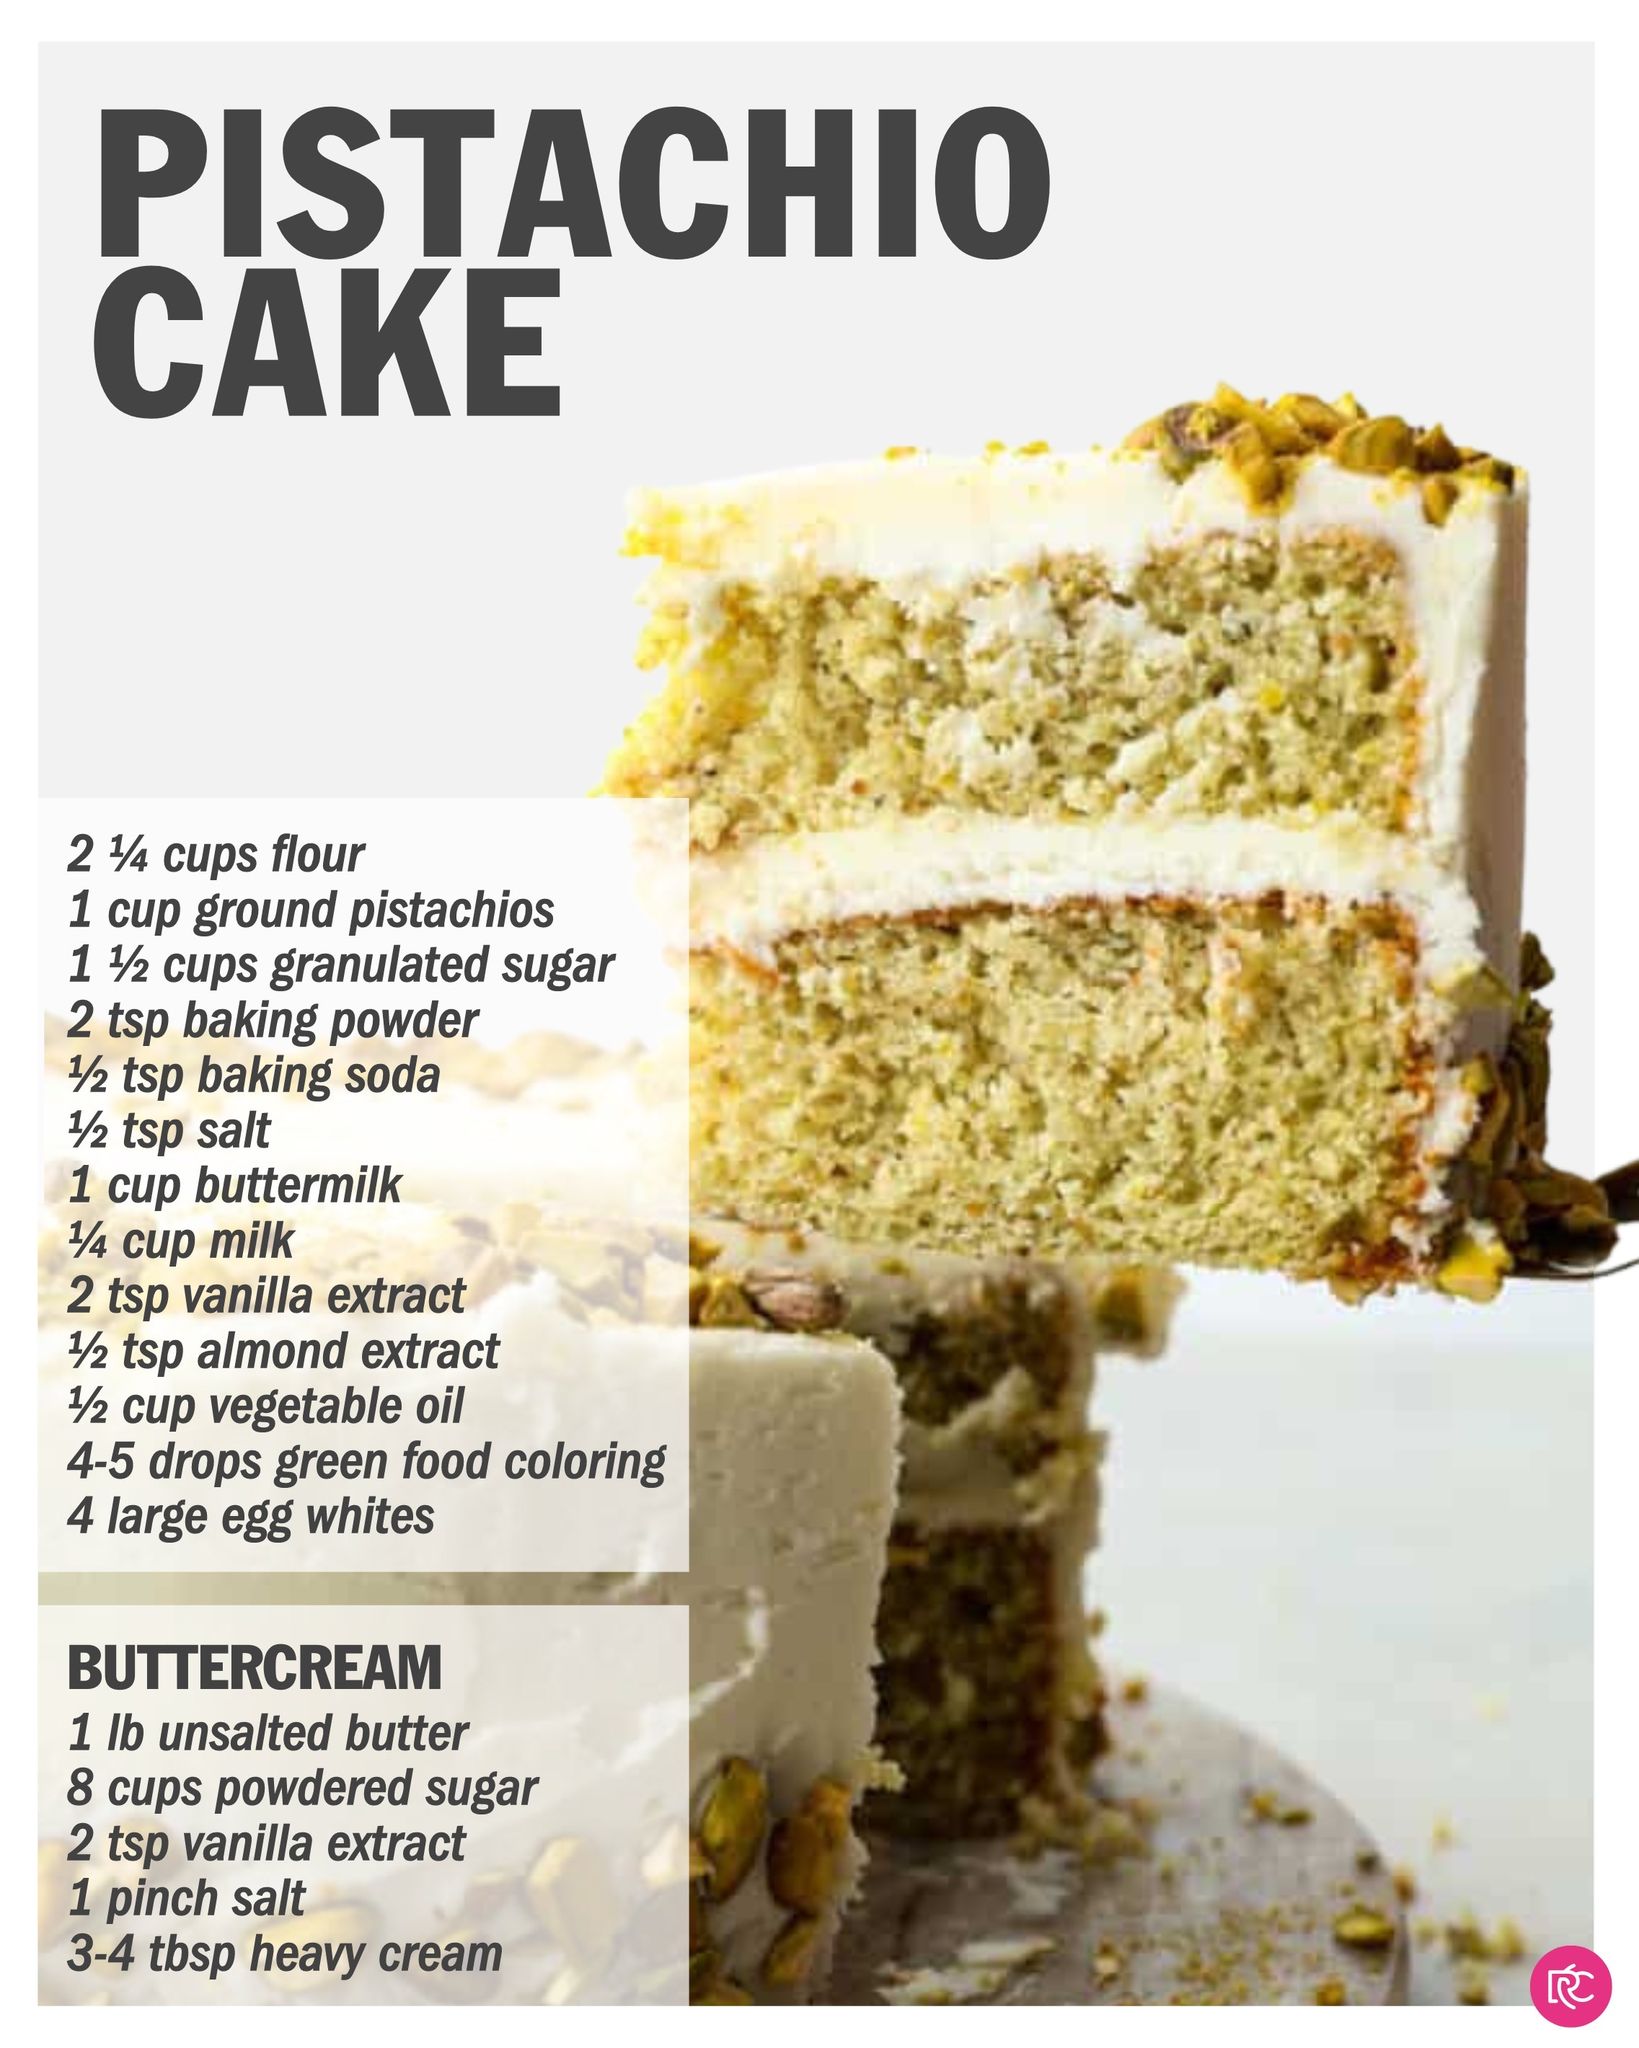 PISTACHIO
CAKE
2 ¼ cups flour
1 cup ground pistachios
1 ½ cups granulated sugar
2 tsp baking powder
½ tsp baking soda
½ tsp salt
1 cup buttermilk
¼ cup milk
2 tsp vanilla extract
½ tsp almond extract
½ cup vegetable oil
4-5 drops green food coloring
4 large egg whites
BUTTERCREAM
1 lb unsalted butter
8 cups powdered sugar
2 tsp vanilla extract
1 pinch salt
3-4 tbsp heavy cream